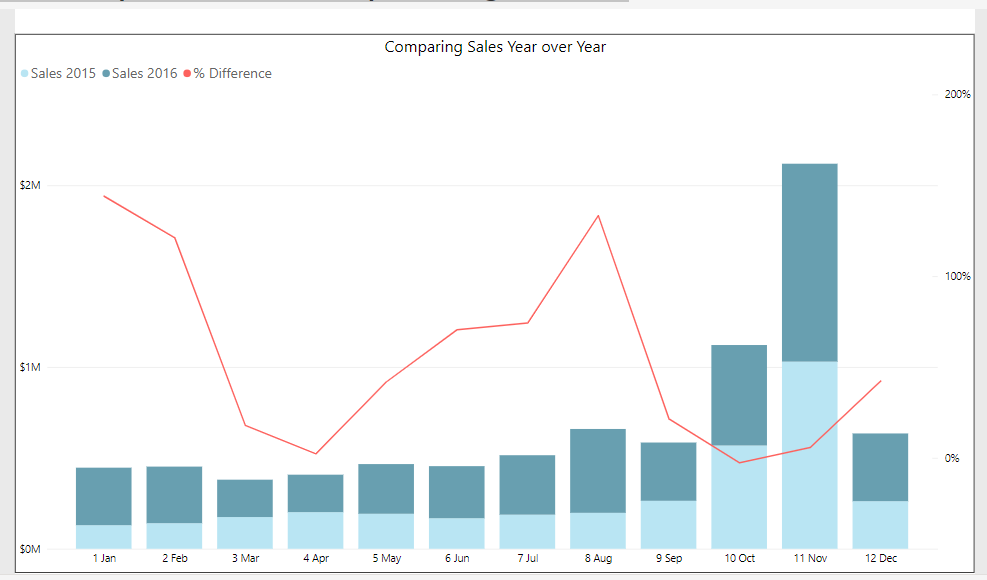 Comparing Sales Year over Year
Sales 2015 Sales 2016 % Difference
200%
$2M
100%
$1M
0%
$0M
1 Jan 2 Feb 3 Mar 4 Apr 5 May 6 Jun 7 Jul 8 Aug 9 Sep 10 Oct 11 Nov 12 Dec